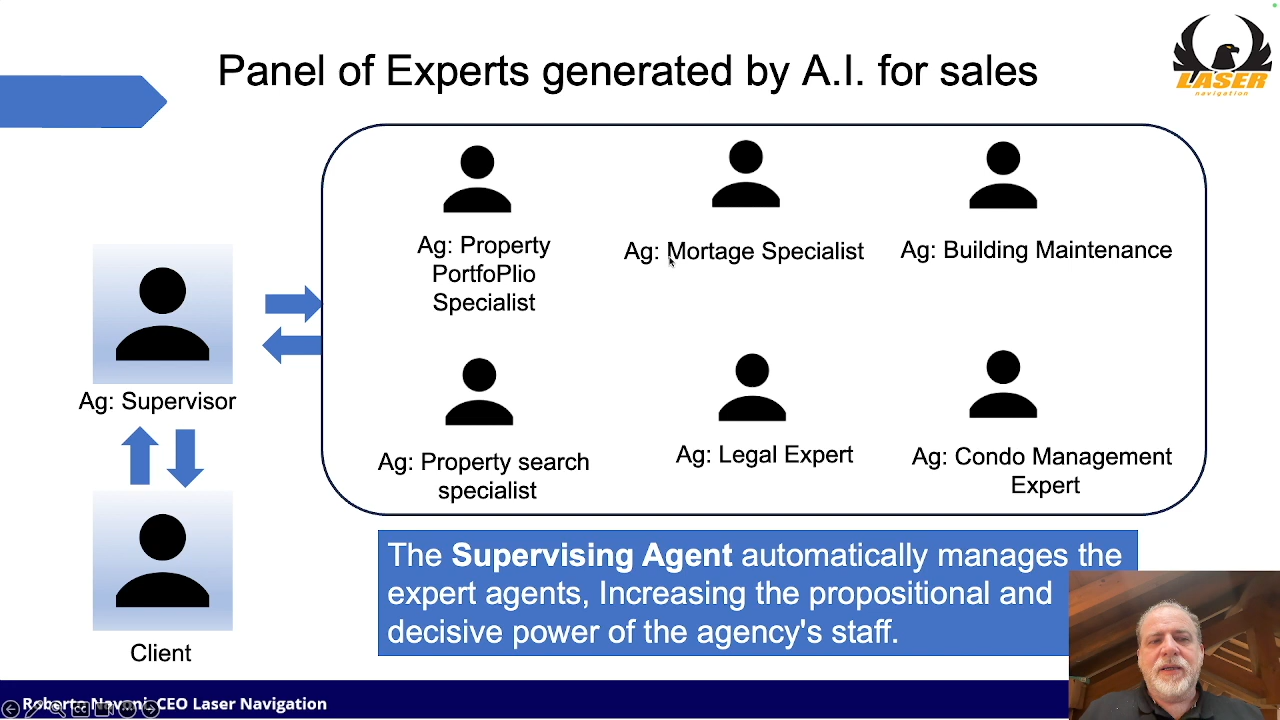 Panel of Experts generated by A.I. for sales
LASER
navigation
Ag: Property
PortfoPlio
Specialist
Ag: Mortage Specialist
Ag: Building Maintenance
Ag: Supervisor
Ag: Property search
specialist
Ag: Legal Expert
Ag: Condo Management
Expert
The Supervising Agent automatically manages the
expert agents, Increasing the propositional and
decisive power of the agency's staff.
Client
CEO Laser Navigation